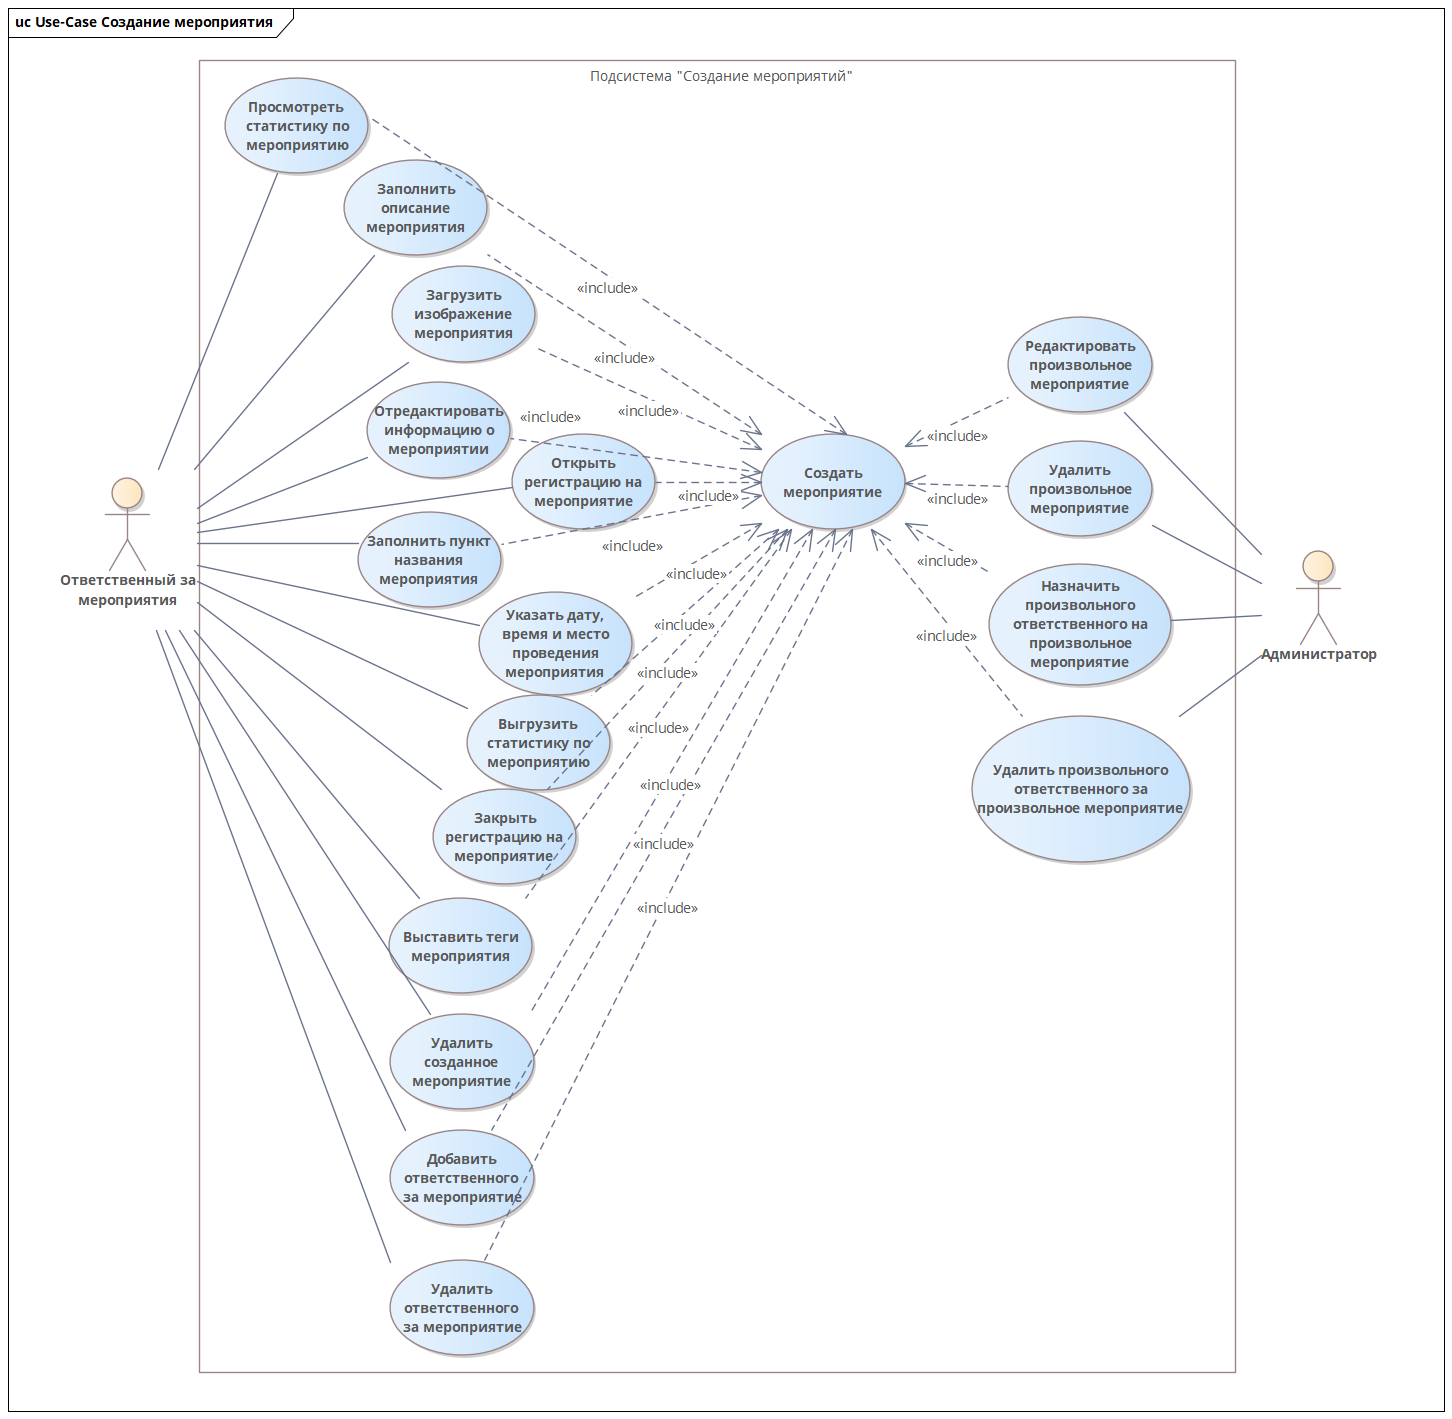 uc Use-Case Создание мероприятия
Подсистема "Создание мероприятий"
Просмотреть
статистику по
мероприятию
Заполнить
описание
мероприятия
Загрузить
изображение
мероприятия
Отредактировать
информацию о
мероприятии
Открыть
регистрацию на
мероприятие
Заполнить пункт
названия
мероприятия
Указать дату,
время и место
проведения
мероприятия
Выгрузить
статистику по
мероприятию
Закрыть
регистрацию на
мероприятие
Выставить теги
мероприятия
Удалить
созданное
мероприятие
Добавить
ответственного
за мероприятие
Удалить
ответственного
за мероприятие
Ответственный за
мероприятия
«include»
«include»
«include»
«include»
«include»
«include»
«include»
«include»
«include»
«include»
«include»
«include»
«include»
Создать
мероприятие
«include»
«include»
«include»
«include»
Редактировать
произвольное
мероприятие
Удалить
произвольное
мероприятие
Назначить
произвольного
ответственного на
произвольное
мероприятие
Удалить произвольного
ответственного за
произвольное мероприятие
Администратор